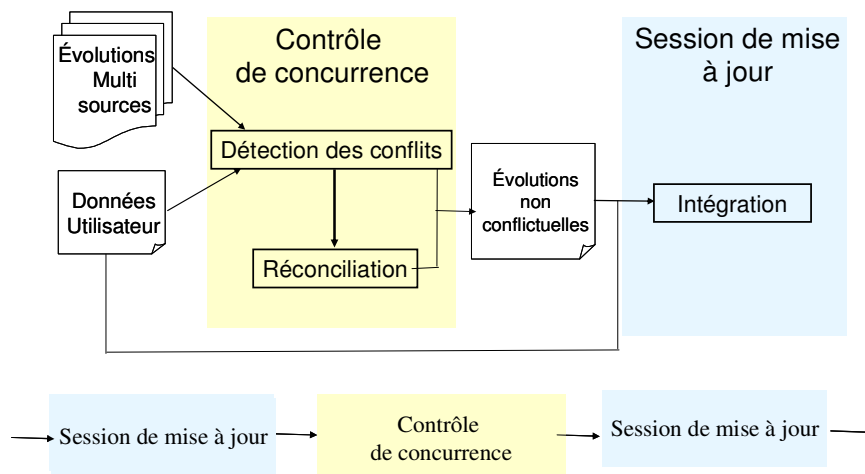 Évolutions
Multi
sources
Contrôle
de concurrence
Session de mise
à jour
Détection des conflits
Données
Utilisateur
Évolutions
non
conflictuelles
Intégration
Réconciliation
Session de mise à jour
Contrôle
de concurrence
Session de mise à jour